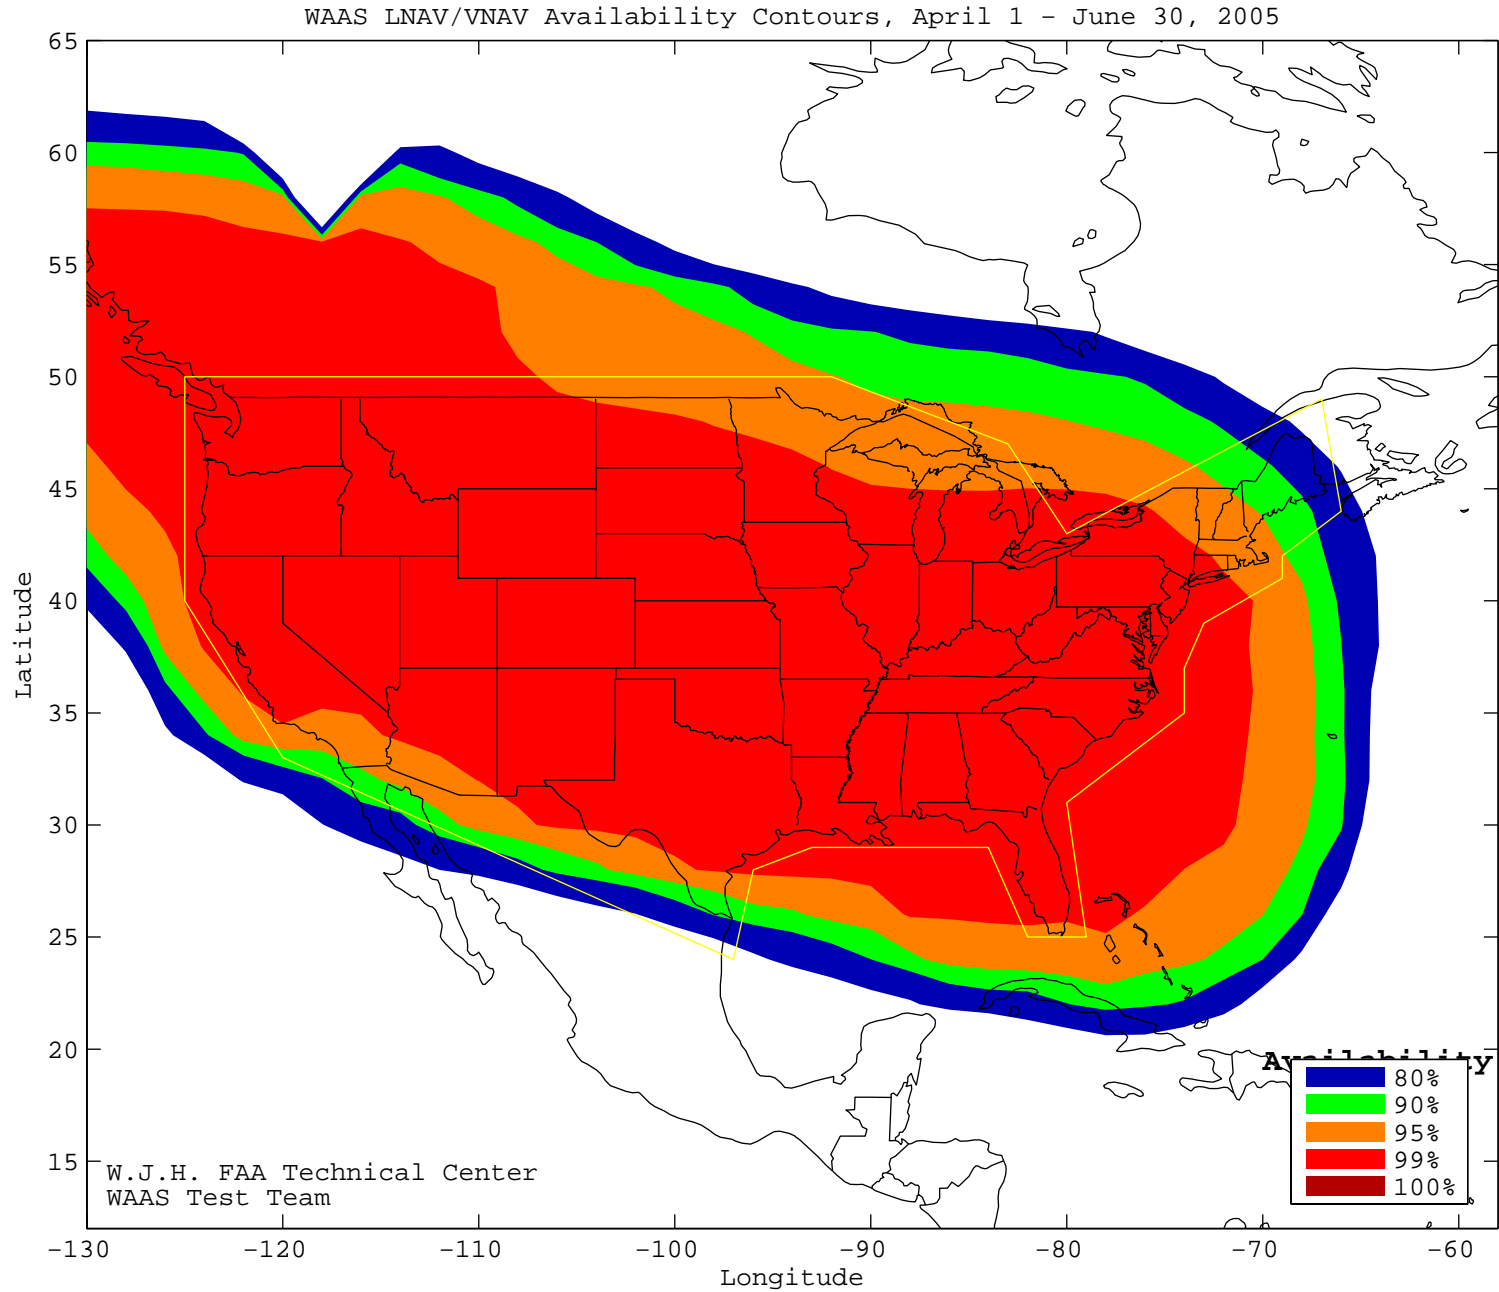 WAAS LNAV/VNAV Availability Contours, April 1 - June 30, 2005
65
60
55
50
45
40
35
30
25
20
15
Latitude
Availability
80%
90%
95%
99%
100%
W.J.H. FAA Technical Center
WAAS Test Team
-130 -120 -110 -100 -90 -80 -70 -60
Longitude